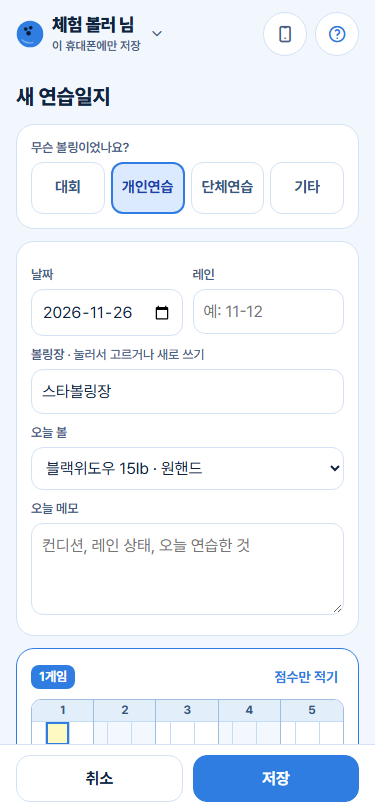 체험 볼러 님
이 휴대폰에만 저장
새 연습일지
무슨 볼링이었나요?
대회 개인연습 단체연습 기타
날짜 레인
2026-11-26 예: 11-12
볼링장 · 눌러서 고르거나 새로 쓰기
스타볼링장
오늘 볼
블랙위도우 15lb · 원핸드
오늘 메모
컨디션, 레인 상태, 오늘 연습한 것
1게임 점수만 적기
1 2 3 4 5
취소 저장